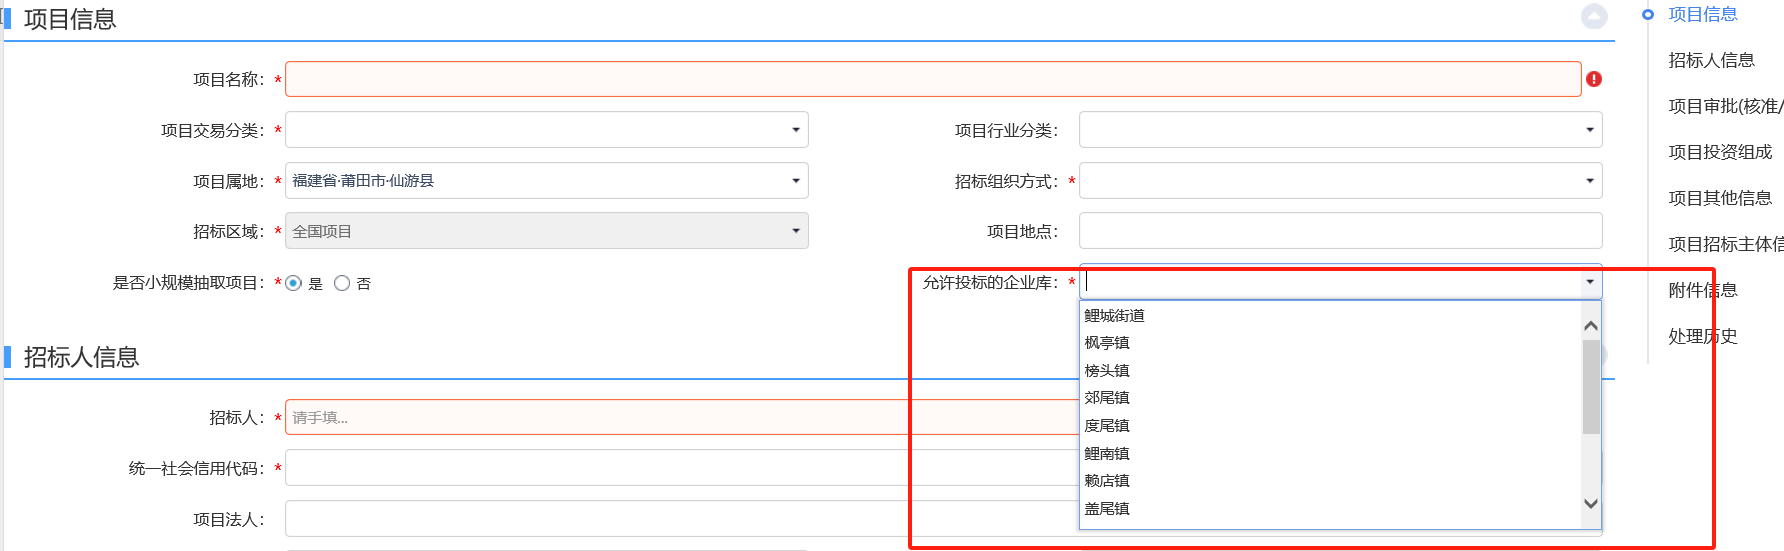 项目信息
项目名称：*
项目交易分类：*
项目行业分类：
项目属地：* 福建省·莆田市·仙游县
招标组织方式：*
招标区域：* 全国项目
项目地点：
是否小规模抽取项目：* 是 否
允许投标的企业库：*
鲤城街道
枫亭镇
榜头镇
郊尾镇
度尾镇
鲤南镇
赖店镇
盖尾镇
招标人信息
招标人：* 请手填...
统一社会信用代码：*
项目法人：
项目信息
招标人信息
项目审批(核准/
项目投资组成
项目其他信息
项目招标主体信
附件信息
处理历史